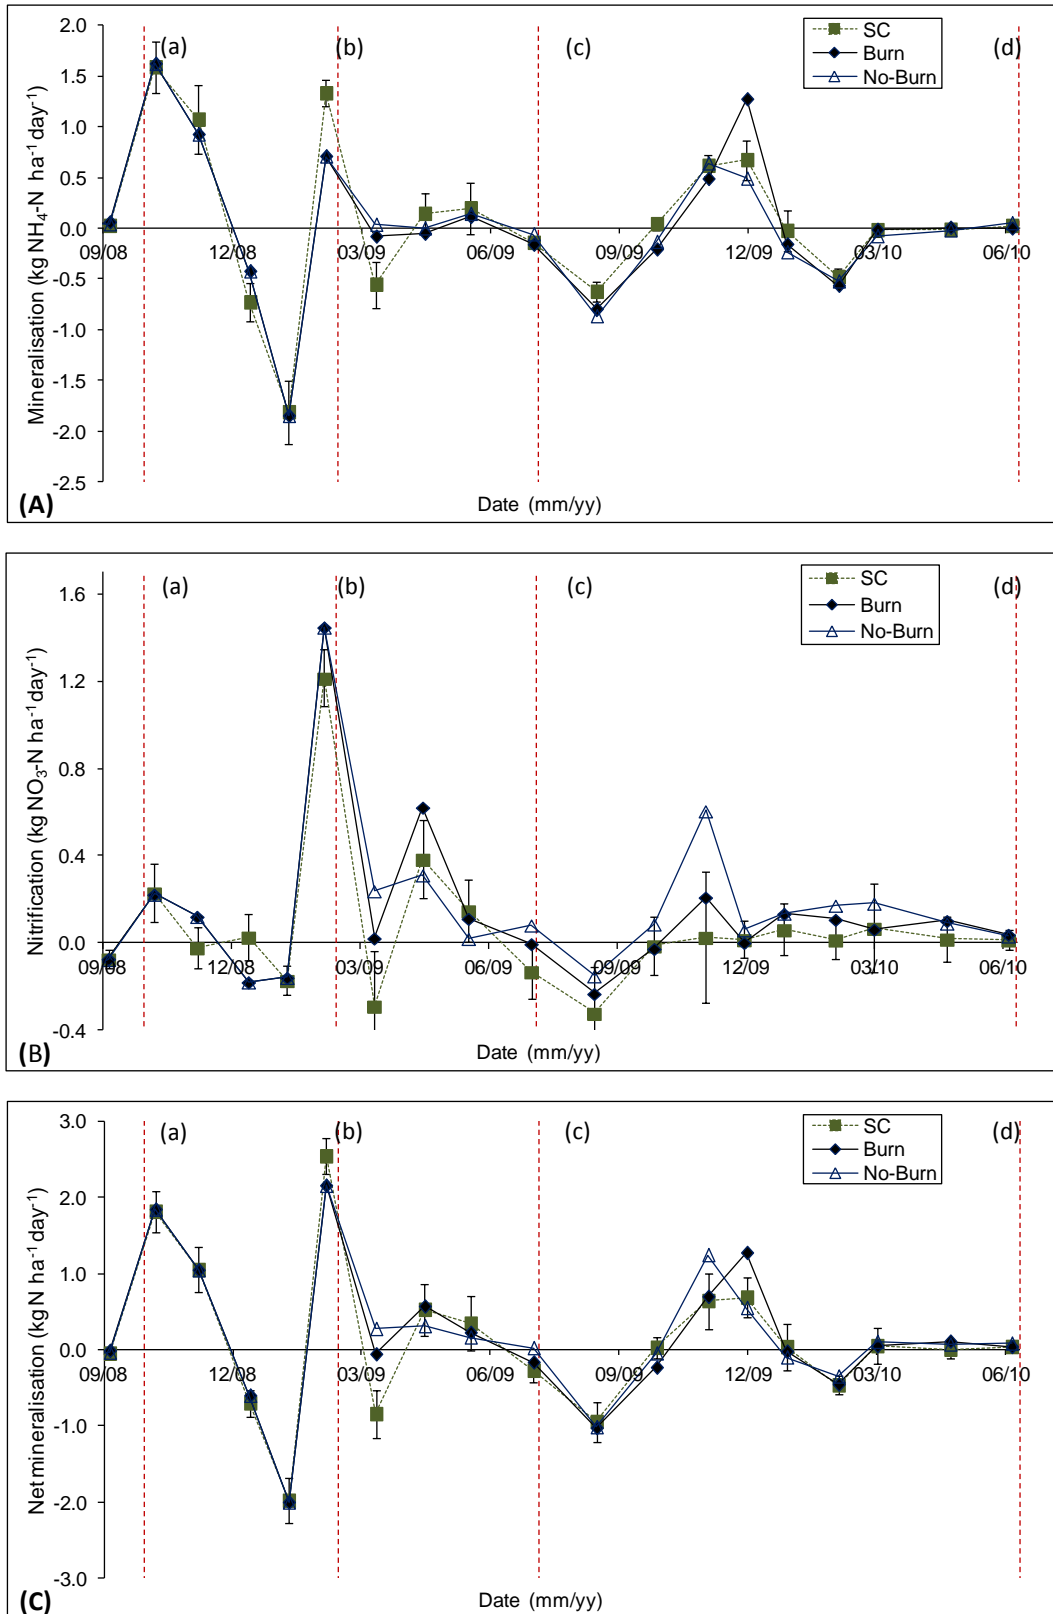 2.0
1.5
1.0
0.5
0.0
-0.5
-1.0
-1.5
-2.0
-2.5
Mineralisation (kg NH4-N ha-1 day-1)
(a)
(b)
(c)
(d)
SC
Burn
No-Burn
09/08
12/08
03/09
06/09
09/09
12/09
03/10
06/10
(A)
Date (mm/yy)
1.6
1.2
0.8
0.4
0.0
-0.4
Nitrification (kg NO3-N ha-1 day-1)
(a)
(b)
(c)
(d)
SC
Burn
No-Burn
09/08
12/08
03/09
06/09
09/09
12/09
03/10
06/10
(B)
Date (mm/yy)
3.0
2.0
1.0
0.0
-1.0
-2.0
-3.0
Net mineralisation (kg N ha-1 day-1)
(a)
(b)
(c)
(d)
SC
Burn
No-Burn
09/08
12/08
03/09
06/09
09/09
12/09
03/10
06/10
(C)
Date (mm/yy)